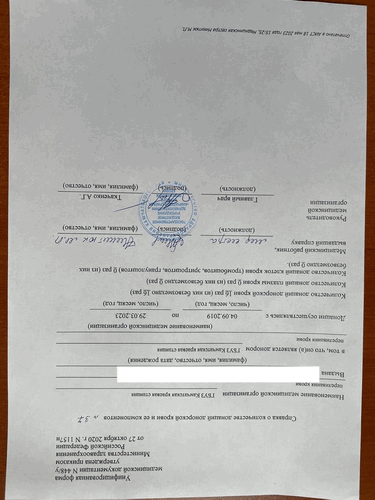 Унифицированная форма
медицинской документации N 448/у
утверждена приказом
Министерства здравоохранения
Российской Федерации
от 27 октября 2020 г. N 1157н
Справка о количестве донаций донорской крови и ее компонентов
Наименование медицинской организации ГБУЗ Камчатская краевая станция
переливания крови
Выдана
(фамилия, имя, отчество, дата рождения)
в том, что он(а) является донором ГБУЗ Камчатская краевая станция
переливания крови
(наименование медицинской организации)
Донации осуществлялись с 04.09.2019 по 29.03.2023
(число, месяц, год) (число, месяц, год)
Количество донаций донорской крови 18 раз (из них безвозмездно 18 раз)
Количество донаций плазмы крови 0 раз (из них безвозмездно 0 раз)
Количество донаций клеток крови (тромбоцитов, эритроцитов, гранулоцитов) 0 раз (из них
безвозмездно 0 раз).
Медицинский работник,
выдавший справку мед сестра
(должность) (подпись) (фамилия, имя, отчество)
Руководитель
медицинской
организации Главный врач Ткаченко А.Г.
(должность) (подпись) (фамилия, имя, отчество)
Отпечатано в АИСТ 18 мая 2023 года 15:25. Медицинская сестра Никитюк М.П.